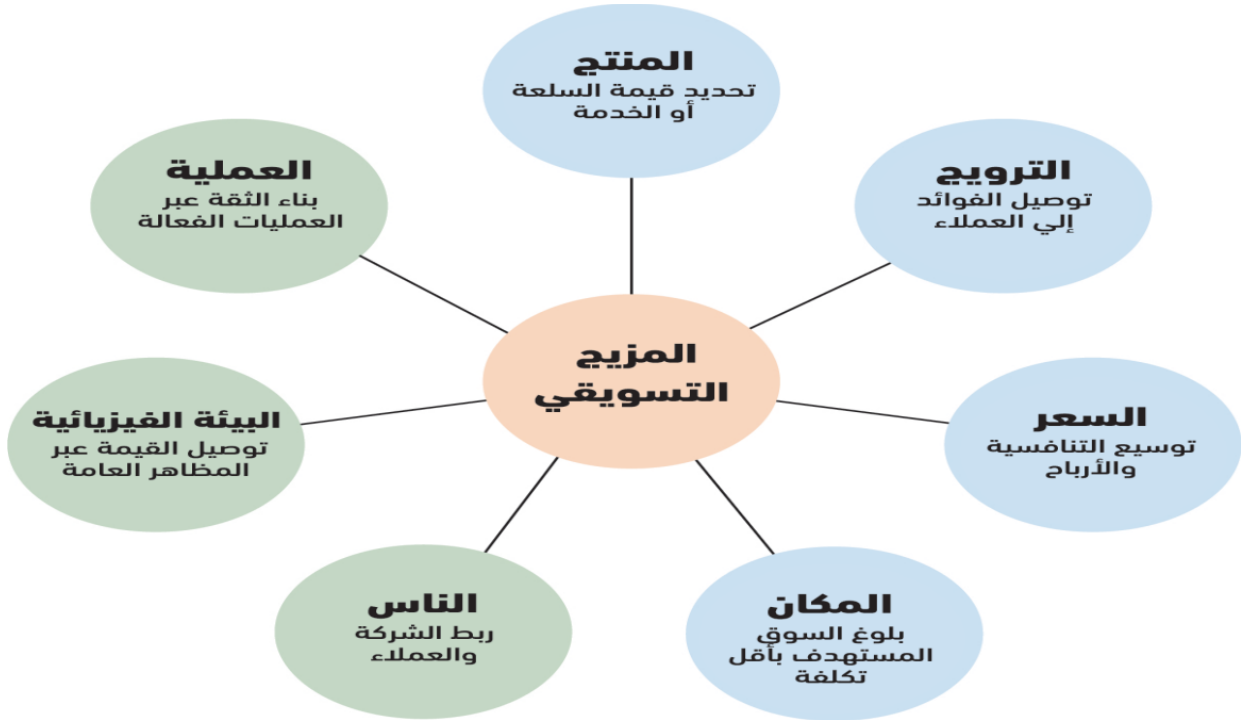 المنتج
تحديد قيمة السلعة
أو الخدمة
الترويج
توصيل الفوائد
إلي العملاء
العملية
بناء الثقة عبر
العمليات الفعالة
المزيج
التسويقي
السعر
توسيع التنافسية
والأرباح
البيئة الفيزيائية
توصيل القيمة عبر
المظاهر العامة
المكان
بلوغ السوق
المستهدف بأقل
تكلفة
الناس
ربط الشركة
والعملاء